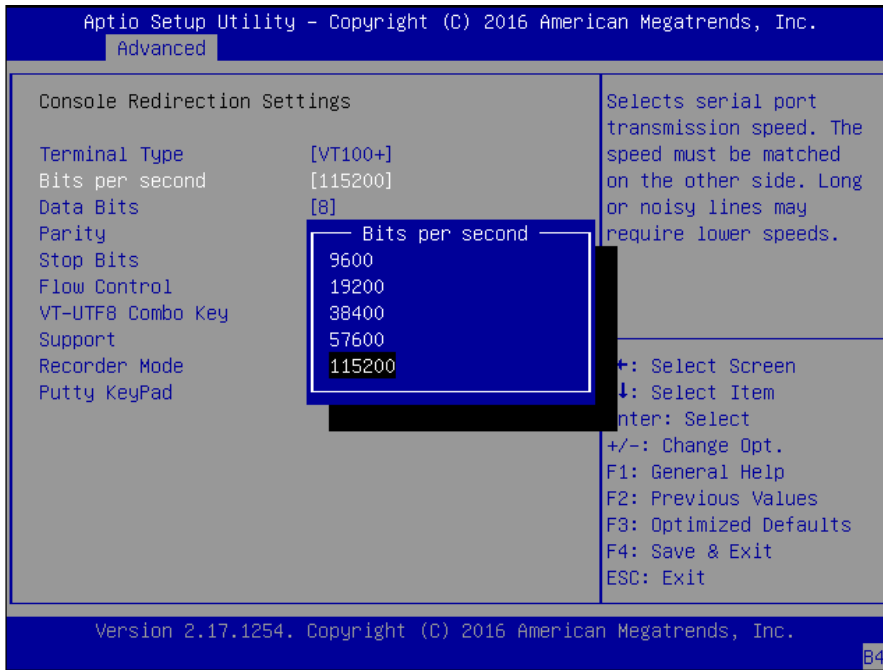 Aptio Setup Utility – Copyright (C) 2016 American Megatrends, Inc.
Advanced
Console Redirection Settings
Terminal Type [VT100+]
Bits per second [115200]
Data Bits [8]
Parity
Stop Bits
Flow Control
VT-UTF8 Combo Key
Support
Recorder Mode
Putty KeyPad
Bits per second
9600
19200
38400
57600
115200
Selects serial port
transmission speed. The
speed must be matched
on the other side. Long
or noisy lines may
require lower speeds.
: Select Screen
: Select Item
nter: Select
+/-: Change Opt.
F1: General Help
F2: Previous Values
F3: Optimized Defaults
F4: Save & Exit
ESC: Exit
Version 2.17.1254. Copyright (C) 2016 American Megatrends, Inc.
B4